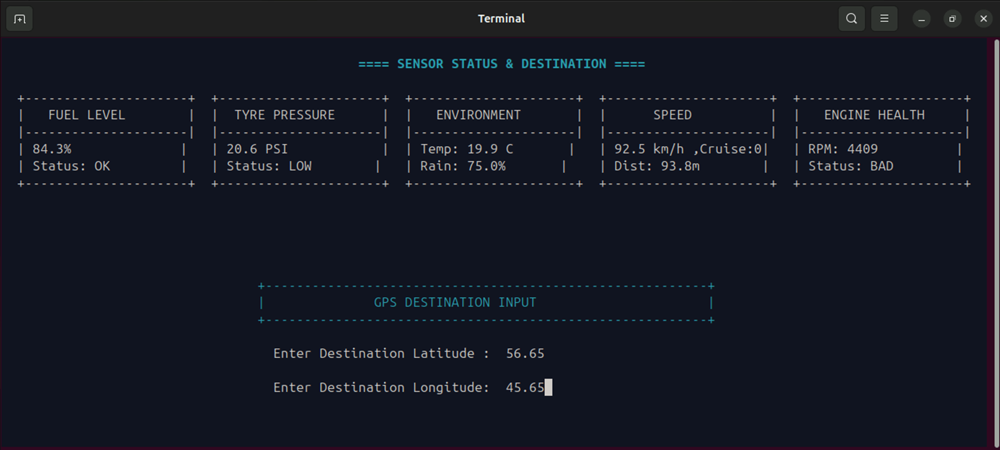 Terminal
==== SENSOR STATUS & DESTINATION ====
+---------------------+  +---------------------+  +---------------------+  +---------------------+  +---------------------+
|   FUEL LEVEL        |  |  TYRE PRESSURE      |  |   ENVIRONMENT       |  |      SPEED          |  |   ENGINE HEALTH     |
|---------------------|  |---------------------|  |---------------------|  |---------------------|  |---------------------|
| 84.3%              |   | 20.6 PSI            |  | Temp: 19.9 C       |   | 92.5 km/h ,Cruise:0|   | RPM: 4409          |
| Status: OK         |   | Status: LOW        |   | Rain: 75.0%       |    | Dist: 93.8m        |   | Status: BAD        |
+---------------------+  +---------------------+  +---------------------+  +---------------------+  +---------------------+
+---------------------------------------------------------+
|              GPS DESTINATION INPUT                      |
+---------------------------------------------------------+
Enter Destination Latitude :  56.65
Enter Destination Longitude:  45.65